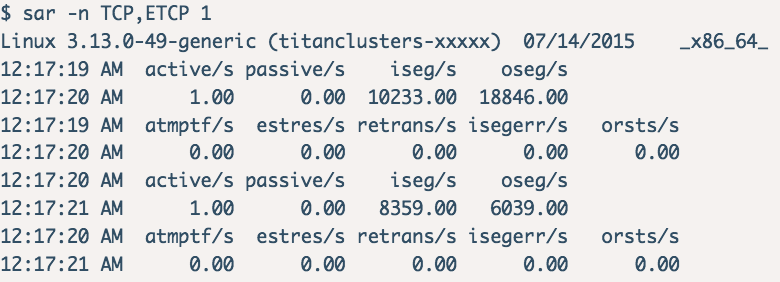 $ sar -n TCP,ETCP 1
Linux 3.13.0-49-generic (titanclusters-xxxxx)  07/14/2015    _x86_64_
12:17:19 AM  active/s passive/s    iseg/s    oseg/s
12:17:20 AM      1.00      0.00  10233.00  18846.00
12:17:19 AM  atmptf/s  estres/s retrans/s isegerr/s   orsts/s
12:17:20 AM      0.00      0.00      0.00      0.00      0.00
12:17:20 AM  active/s passive/s    iseg/s    oseg/s
12:17:21 AM      1.00      0.00   8359.00   6039.00
12:17:20 AM  atmptf/s  estres/s retrans/s isegerr/s   orsts/s
12:17:21 AM      0.00      0.00      0.00      0.00      0.00